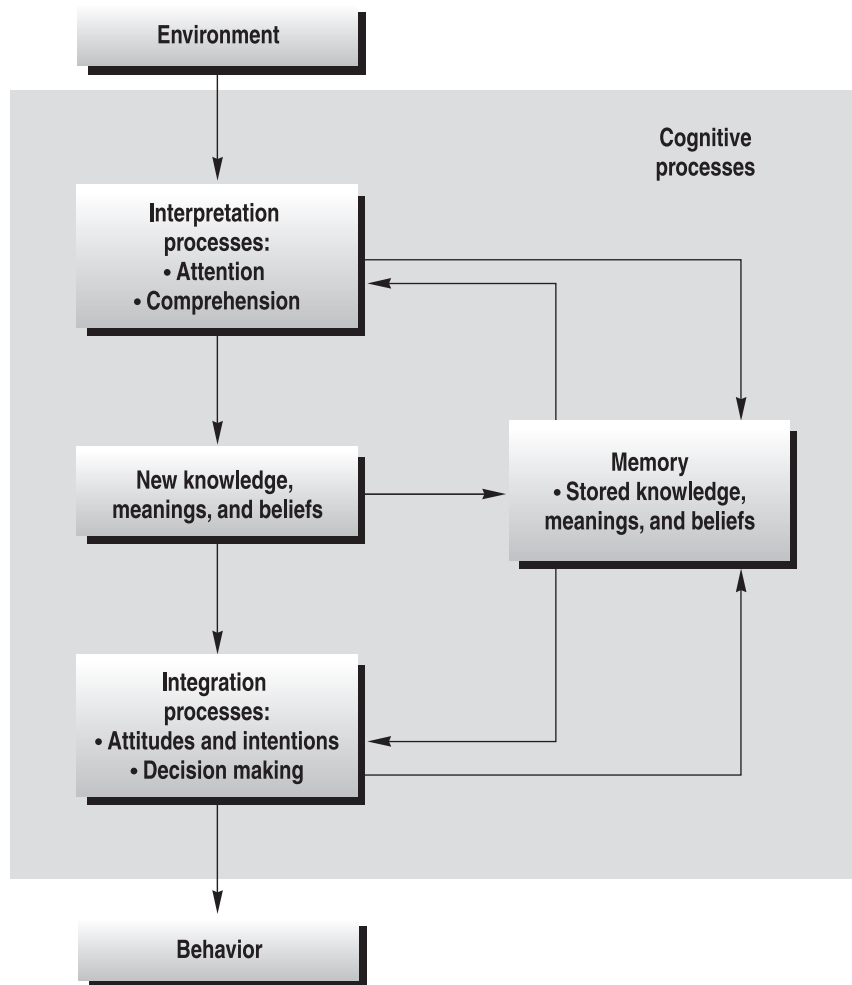 Environment
Cognitive
processes
Interpretation
processes:
• Attention
• Comprehension
New knowledge,
meanings, and beliefs
Memory
• Stored knowledge,
meanings, and beliefs
Integration
processes:
• Attitudes and intentions
• Decision making
Behavior